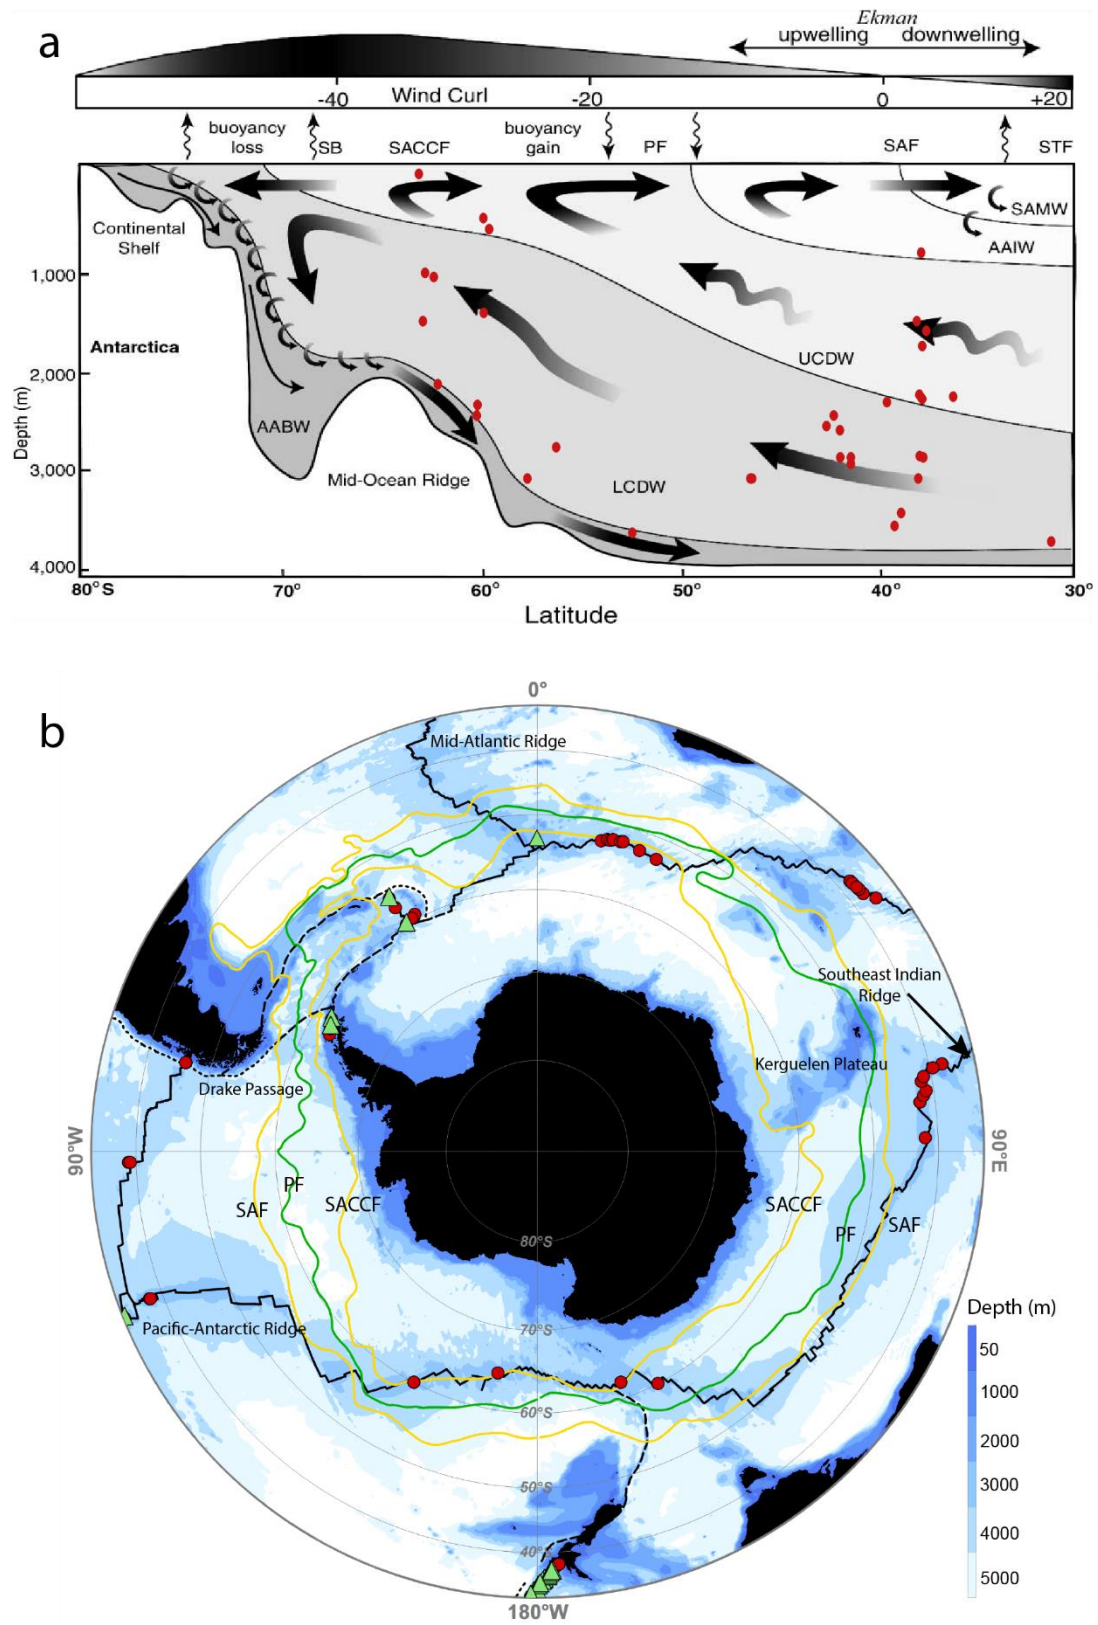 a
Ekman
upwelling downwelling
-40 Wind Curl -20 0 +20
buoyancy loss
SB
SACCF
buoyancy gain
PF
SAF
STF
Continental Shelf
SAMW
AAIW
1,000
Antarctica
UCDW
2,000
Depth (m)
AABW
Mid-Ocean Ridge
3,000
LCDW
4,000
80°S 70° 60° 50° 40° 30°
Latitude
b
0°
Mid-Atlantic Ridge
Southeast Indian
Ridge
Kerguelen Plateau
Drake Passage
90°W
90°E
PF
SAF
SACCF
SACCF
PF
SAF
80°S
70°S
Pacific-Antarctic Ridge
60°S
50°S
40°S
180°W
Depth (m)
50
1000
2000
3000
4000
5000